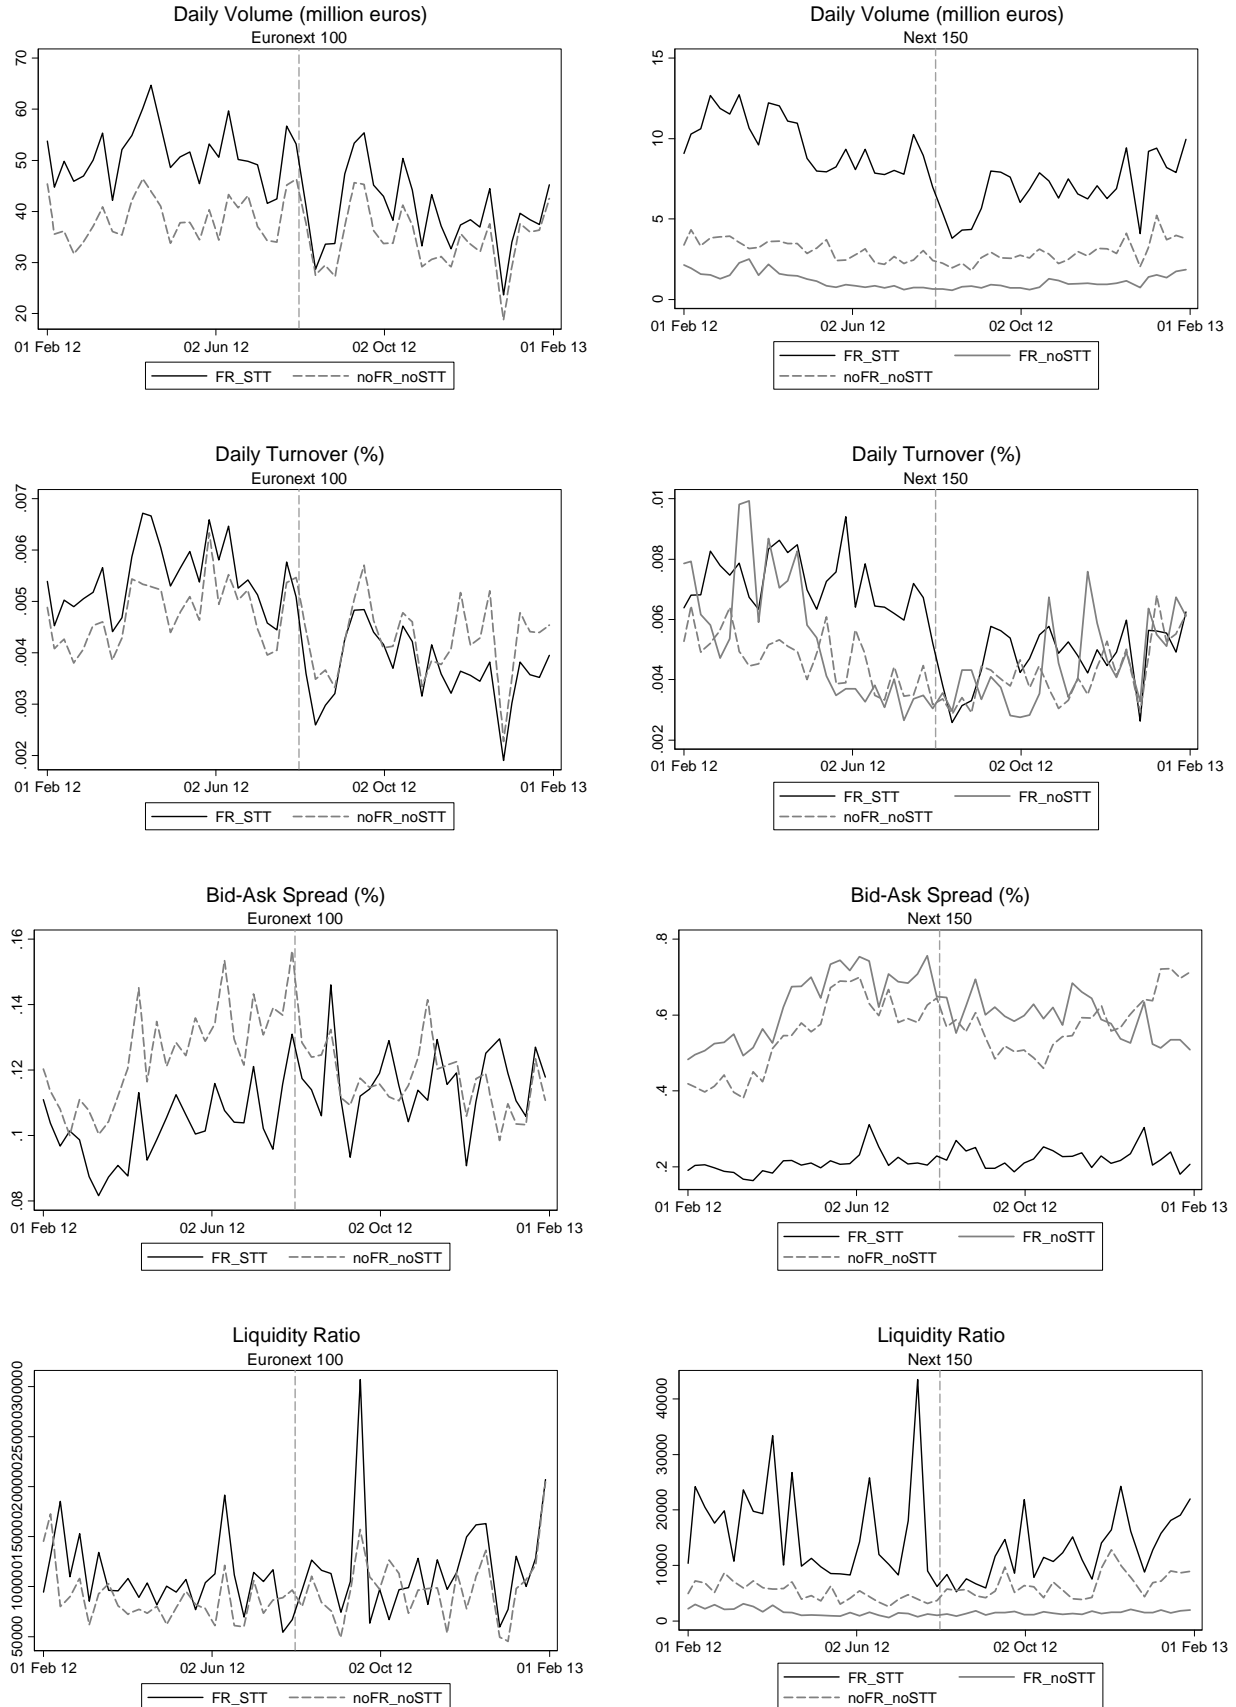 Daily Volume (million euros)
Euronext 100
70
60
50
40
30
20
01 Feb 12 02 Jun 12 02 Oct 12 01 Feb 13
FR_STT noFR_noSTT
Daily Volume (million euros)
Next 150
15
10
5
0
01 Feb 12 02 Jun 12 02 Oct 12 01 Feb 13
FR_STT FR_noSTT
noFR_noSTT
Daily Turnover (%)
Euronext 100
.007
.006
.005
.004
.003
.002
01 Feb 12 02 Jun 12 02 Oct 12 01 Feb 13
FR_STT noFR_noSTT
Daily Turnover (%)
Next 150
.01
.008
.006
.004
.002
01 Feb 12 02 Jun 12 02 Oct 12 01 Feb 13
FR_STT FR_noSTT
noFR_noSTT
Bid-Ask Spread (%)
Euronext 100
.16
.14
.12
.1
.08
01 Feb 12 02 Jun 12 02 Oct 12 01 Feb 13
FR_STT noFR_noSTT
Bid-Ask Spread (%)
Next 150
.8
.6
.4
.2
01 Feb 12 02 Jun 12 02 Oct 12 01 Feb 13
FR_STT FR_noSTT
noFR_noSTT
Liquidity Ratio
Euronext 100
300000
250000
200000
150000
100000
50000
01 Feb 12 02 Jun 12 02 Oct 12 01 Feb 13
FR_STT noFR_noSTT
Liquidity Ratio
Next 150
40000
30000
20000
10000
0
01 Feb 12 02 Jun 12 02 Oct 12 01 Feb 13
FR_STT FR_noSTT
noFR_noSTT